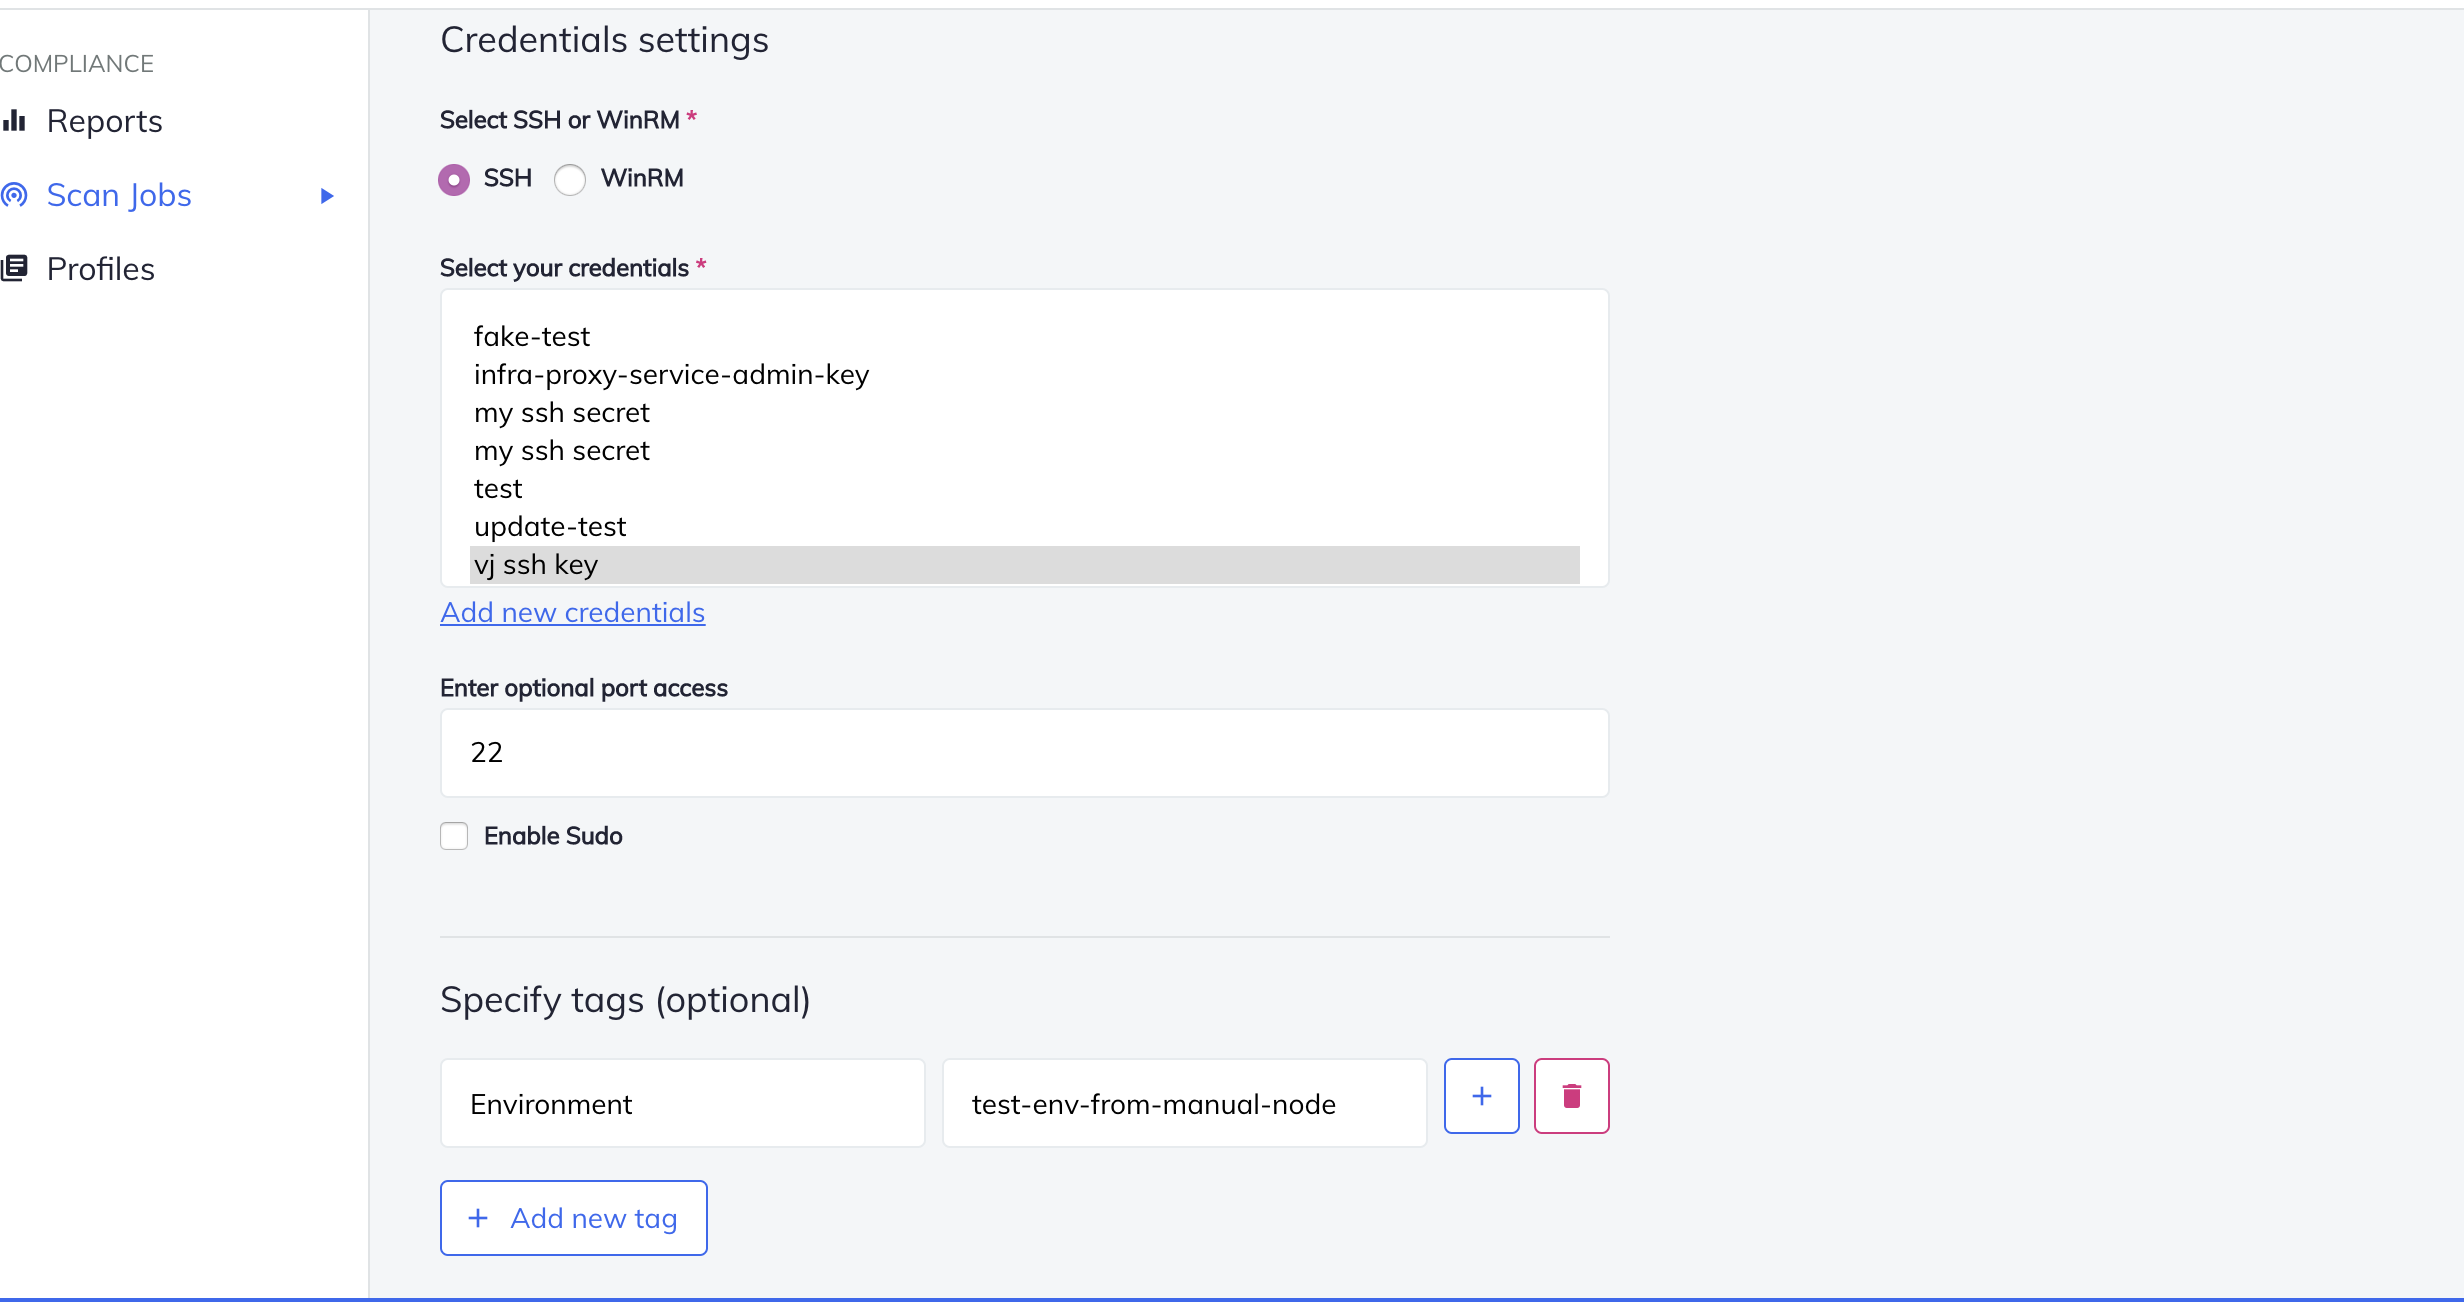 COMPLIANCE
Reports
Scan Jobs
Profiles
Credentials settings
Select SSH or WinRM *
SSH WinRM
Select your credentials *
fake-test
infra-proxy-service-admin-key
my ssh secret
my ssh secret
test
update-test
vj ssh key
Add new credentials
Enter optional port access
22
Enable Sudo
Specify tags (optional)
Environment test-env-from-manual-node +
+ Add new tag